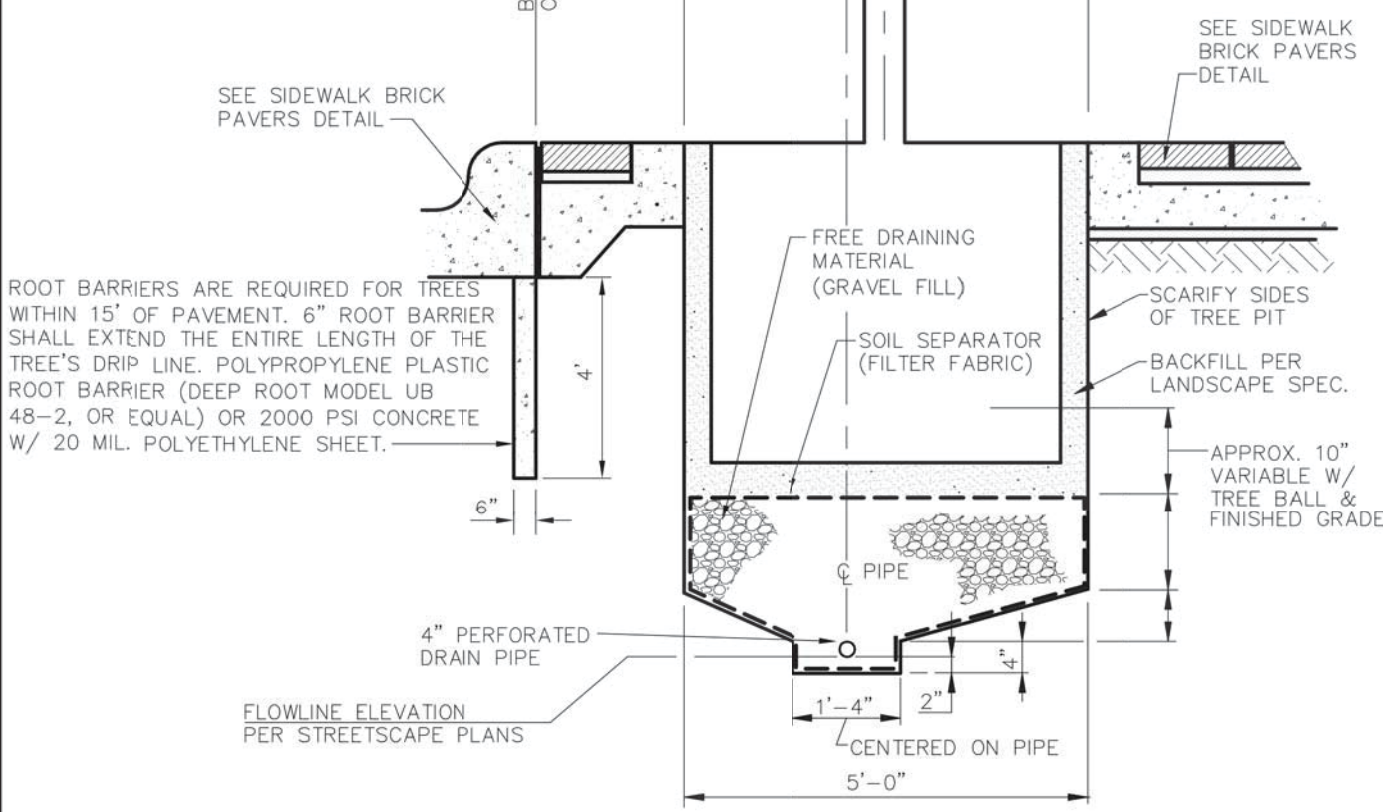 B
C
SEE SIDEWALK
BRICK PAVERS
DETAIL
SEE SIDEWALK BRICK
PAVERS DETAIL
FREE DRAINING
MATERIAL
(GRAVEL FILL)
ROOT BARRIERS ARE REQUIRED FOR TREES
WITHIN 15' OF PAVEMENT. 6" ROOT BARRIER
SHALL EXTEND THE ENTIRE LENGTH OF THE
TREE'S DRIP LINE. POLYPROPYLENE PLASTIC
ROOT BARRIER (DEEP ROOT MODEL UB
48-2, OR EQUAL) OR 2000 PSI CONCRETE
W/ 20 MIL. POLYETHYLENE SHEET.
4'
6"
SOIL SEPARATOR
(FILTER FABRIC)
SCARIFY SIDES
OF TREE PIT
BACKFILL PER
LANDSCAPE SPEC.
APPROX. 10"
VARIABLE W/
TREE BALL &
FINISHED GRADE
℄ PIPE
4" PERFORATED
DRAIN PIPE
4"
2"
FLOWLINE ELEVATION
PER STREETSCAPE PLANS
1'-4"
CENTERED ON PIPE
5'-0"